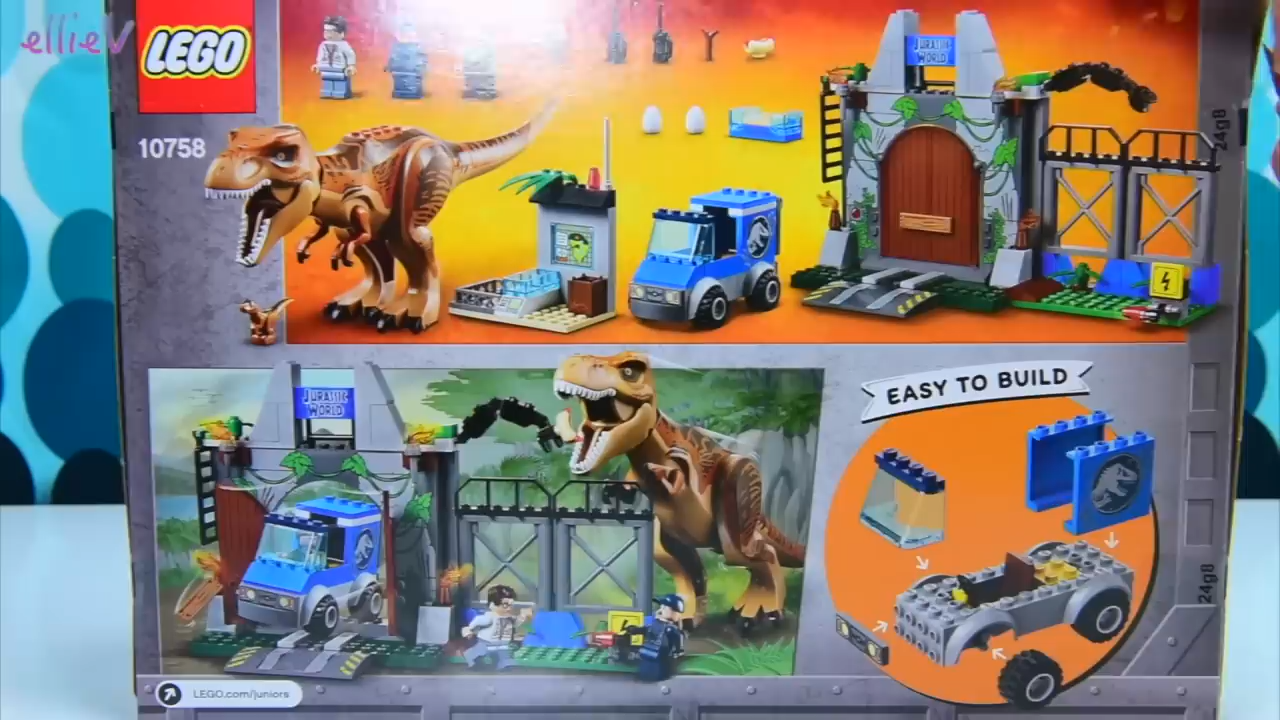 ellieV
LEGO
10758
JURASSIC
WORLD
24g8
EASY TO BUILD
JURASSIC
WORLD
24g8
LEGO.com/juniors